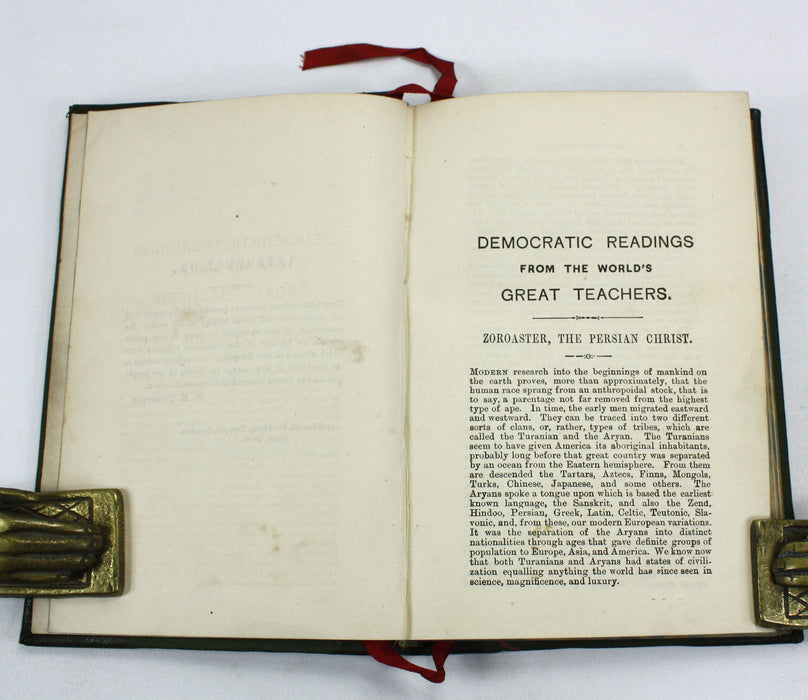 DEMOCRATIC READINGS
FROM THE WORLD'S
GREAT TEACHERS.
ZOROASTER, THE PERSIAN CHRIST.
MODERN research into the beginnings of mankind on
the earth proves, more than approximately, that the
human race sprang from an anthropoidal stock, that is
to say, a parentage not far removed from the highest
type of ape. In time, the early men migrated eastward
and westward. They can be traced into two different
sorts of clans, or, rather, types of tribes, which are
called the Turanian and the Aryan. The Turanians
seem to have given America its aboriginal inhabitants,
probably long before that great country was separated
by an ocean from the Eastern hemisphere. From them
are descended the Tartars, Aztecs, Finns, Mongols,
Turks, Chinese, Japanese, and some others. The
Aryans spoke a tongue upon which is based the earliest
known language, the Sanskrit, and also the Zend,
Hindoo, Persian, Greek, Latin, Celtic, Teutonic, Sla-
vonic, and, from these, our modern European variations.
It was the separation of the Aryans into distinct
nationalities through ages that gave definite groups of
population to Europe, Asia, and America. We know now
that both Turanians and Aryans had states of civili-
zation equalling anything the world has since seen in
science, magnificence, and luxury.